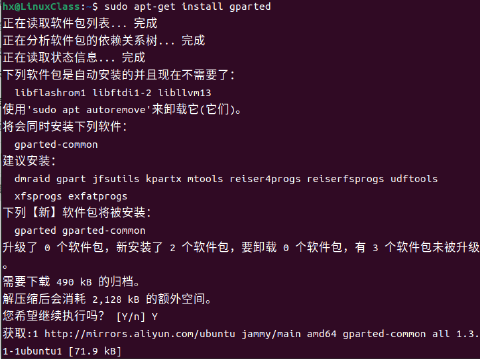 hx@LinuxClass:~$ sudo apt-get install gparted
正在读取软件包列表... 完成
正在分析软件包的依赖关系树... 完成
正在读取状态信息... 完成
下列软件包是自动安装的并且现在不需要了：
libflashrom1 libftdi1-2 libllvm13
使用'sudo apt autoremove'来卸载它(它们)。
将会同时安装下列软件：
gparted-common
建议安装：
dmraid gpart jfsutils kpartx mtools reiser4progs reiserfsprogs udftools
xfsprogs exfatprogs
下列【新】软件包将被安装：
gparted gparted-common
升级了 0 个软件包，新安装了 2 个软件包，要卸载 0 个软件包，有 3 个软件包未被升级
。
需要下载 490 kB 的归档。
解压缩后会消耗 2,128 kB 的额外空间。
您希望继续执行吗？ [Y/n] Y
获取:1 http://mirrors.aliyun.com/ubuntu jammy/main amd64 gparted-common all 1.3.
1-1ubuntu1 [71.9 kB]